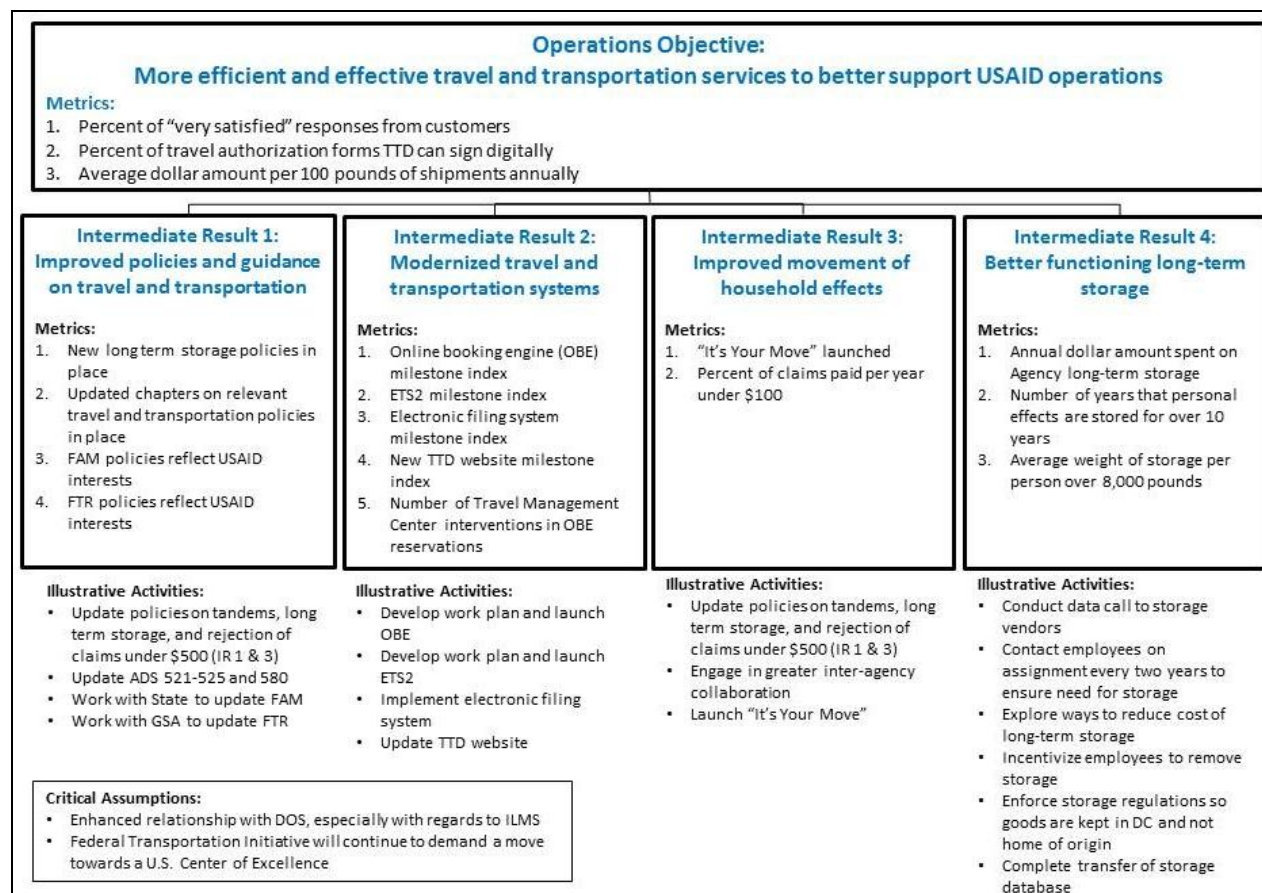 Operations Objective:
More efficient and effective travel and transportation services to better support USAID operations
Metrics:
1. Percent of “very satisfied” responses from customers
2. Percent of travel authorization forms TTD can sign digitally
3. Average dollar amount per 100 pounds of shipments annually
Intermediate Result 1:
Improved policies and guidance
on travel and transportation
Metrics:
1. New long term storage policies in
place
2. Updated chapters on relevant
travel and transportation policies
in place
3. FAM policies reflect USAID
interests
4. FTR policies reflect USAID
interests
Illustrative Activities:
▪ Update policies on tandems, long
term storage, and rejection of
claims under $500 (IR 1 & 3)
▪ Update ADS 521-525 and 580
▪ Work with State to update FAM
▪ Work with GSA to update FTR
Intermediate Result 2:
Modernized travel and
transportation systems
Metrics:
1. Online booking engine (OBE)
milestone index
2. ETS2 milestone index
3. Electronic filing system
milestone index
4. New TTD website milestone
index
5. Number of Travel Management
Center interventions in OBE
reservations
Illustrative Activities:
▪ Develop work plan and launch
OBE
▪ Develop work plan and launch
ETS2
▪ Implement electronic filing
system
▪ Update TTD website
Intermediate Result 3:
Improved movement of
household effects
Metrics:
1. “It’s Your Move” launched
2. Percent of claims paid per year
under $100
Illustrative Activities:
▪ Update policies on tandems, long
term storage, and rejection of
claims under $500 (IR 1 & 3)
▪ Engage in greater inter-agency
collaboration
▪ Launch “It’s Your Move”
Intermediate Result 4:
Better functioning long-term
storage
Metrics:
1. Annual dollar amount spent on
Agency long-term storage
2. Number of years that personal
effects are stored for over 10
years
3. Average weight of storage per
person over 8,000 pounds
Illustrative Activities:
▪ Conduct data call to storage
vendors
▪ Contact employees on
assignment every two years to
ensure need for storage
▪ Explore ways to reduce cost of
long-term storage
▪ Incentivize employees to remove
storage
▪ Enforce storage regulations so
goods are kept in DC and not
home of origin
▪ Complete transfer of storage
database
Critical Assumptions:
▪ Enhanced relationship with DOS, especially with regards to ILMS
▪ Federal Transportation Initiative will continue to demand a move
towards a U.S. Center of Excellence